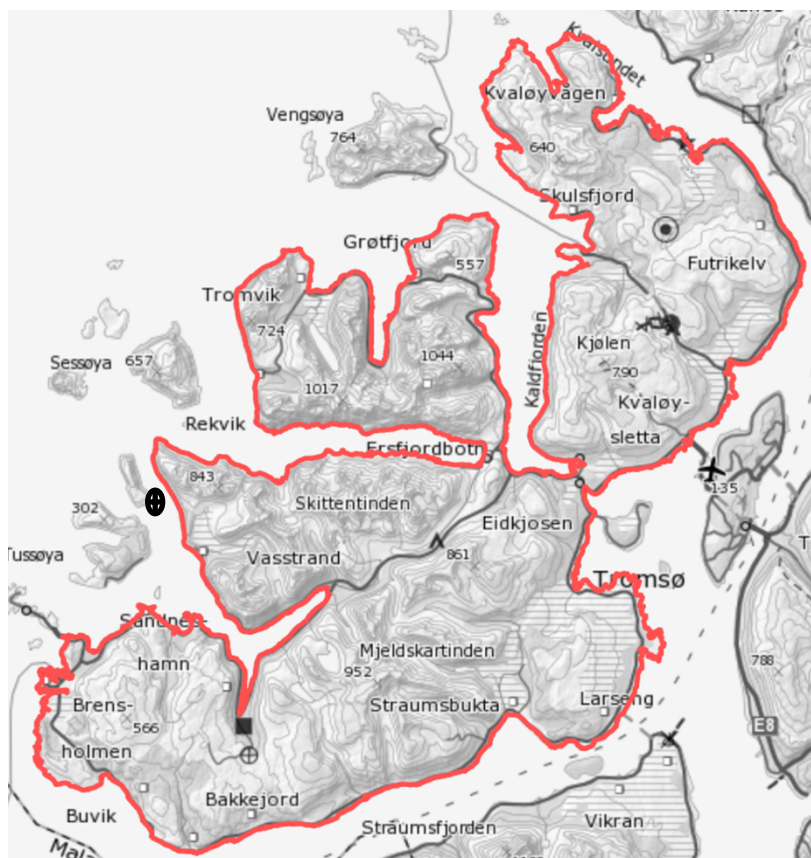 Kvalsundet
Kvaløyvågen
Vengsøya
764
640
Skulsfjord
Grøtfjord
557
Futrikelv
Tromvik
724
1044
Kaldfjorden
Kjølen
Sessøya
657
790
1017
Kvaløy-
sletta
Rekvik
Ersfjordbotn
843
135
302
Skittentinden
Eidkjosen
861
Vasstrand
Tromsø
Sandnes-
hamn
Mjeldskartinden
952
788
Brens-
holmen
566
Straumsbukta
Larseng
E8
Bakkejord
Buvik
Straumsfjorden
Vikran